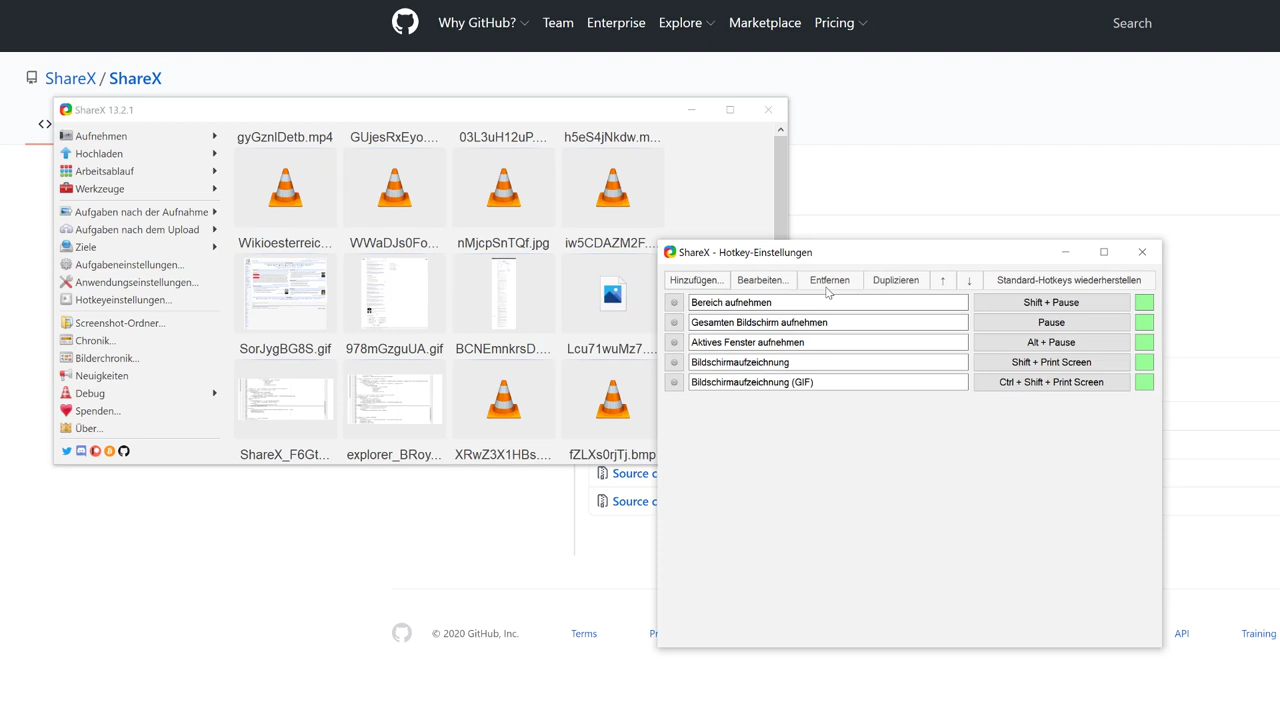 Why GitHub?
Team
Enterprise
Explore
Marketplace
Pricing
Search
ShareX / ShareX
ShareX 13.2.1
Aufnehmen
Hochladen
Arbeitsablauf
Werkzeuge
Aufgaben nach der Aufnahme
Aufgaben nach dem Upload
Ziele
Aufgabeneinstellungen...
Anwendungseinstellungen...
Hotkeyeinstellungen...
Screenshot-Ordner...
Chronik...
Bilderchronik...
Neuigkeiten
Debug
Spenden...
Über...
gyGznlDetb.mp4
GUjesRxEyo....
03L3uH12uP....
h5eS4jNkdw.m...
Wikioesterreic...
WWaDJs0Fo...
nMjcpSnTQf.jpg
iw5CDAZM2F...
SorJygBG8S.gif
978mGzguUA.gif
BCNEmnkrsD....
Lcu71wuMz7....
ShareX_F6Gt...
explorer_BRoy...
XRwZ3X1HBs....
fZLXs0rjTj.bmp
ShareX - Hotkey-Einstellungen
Hinzufügen...
Bearbeiten...
Entfernen
Duplizieren
↑
↓
Standard-Hotkeys wiederherstellen
Bereich aufnehmen
Shift + Pause
Gesamten Bildschirm aufnehmen
Pause
Aktives Fenster aufnehmen
Alt + Pause
Bildschirmaufzeichnung
Shift + Print Screen
Bildschirmaufzeichnung (GIF)
Ctrl + Shift + Print Screen
Source c
Source c
© 2020 GitHub, Inc.
Terms
Pr
API
Training